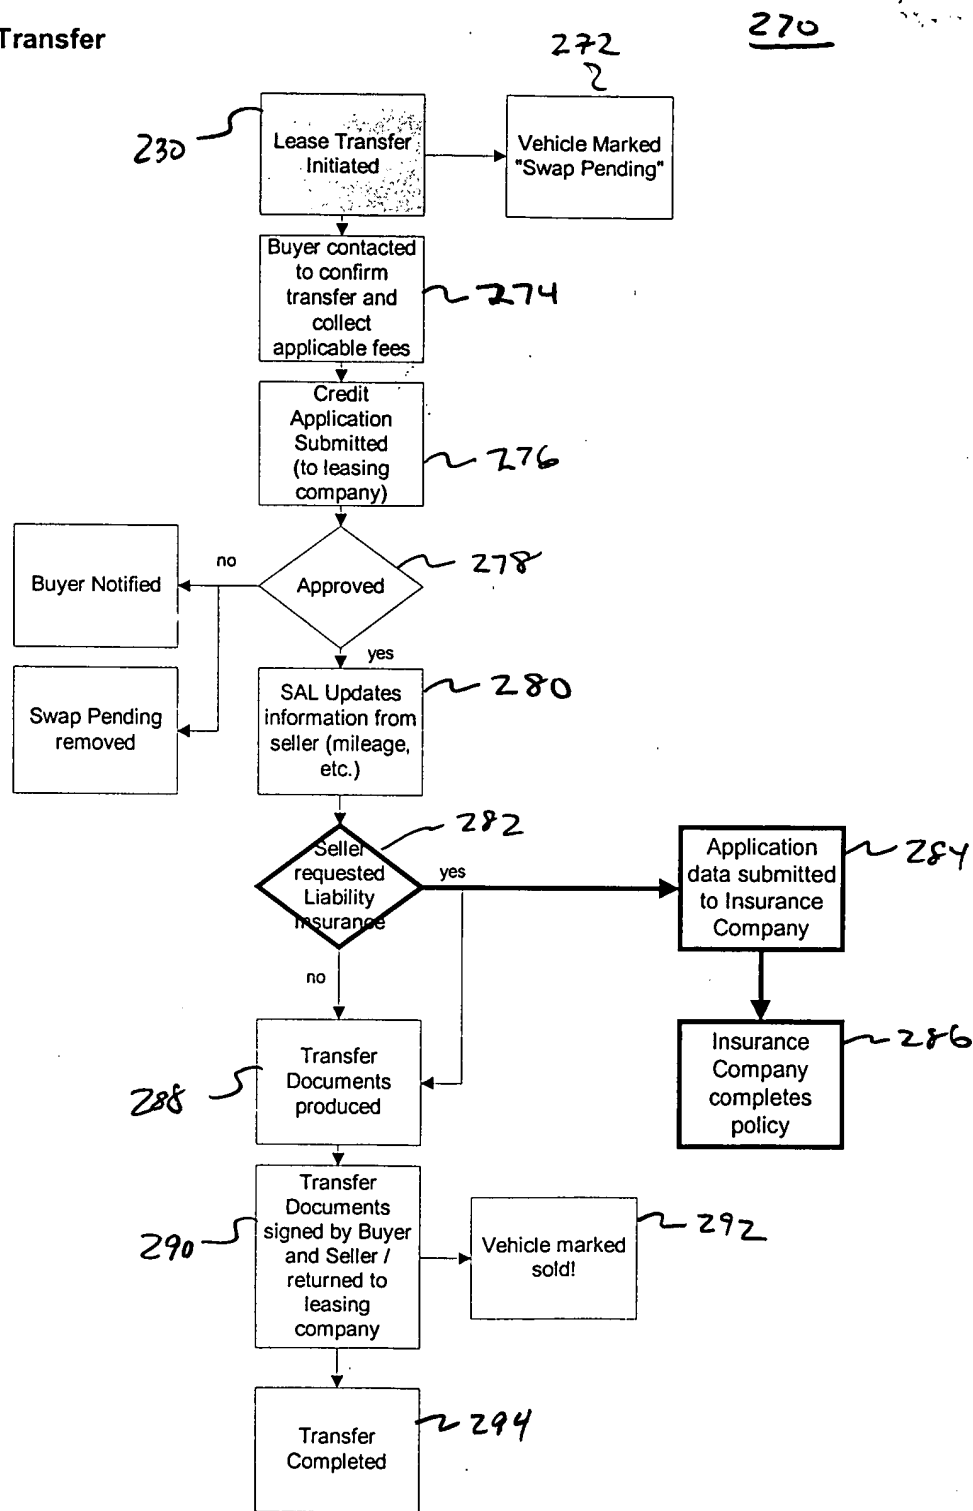 Transfer
270
272
230
Lease Transfer
Initiated
Vehicle Marked
"Swap Pending"
Buyer contacted
to confirm
transfer and
collect
applicable fees
274
Credit
Application
Submitted
(to leasing
company)
276
Approved
278
no
Buyer Notified
yes
Swap Pending
removed
SAL Updates
information from
seller (mileage,
etc.)
280
Seller
requested
Liability
Insurance
282
yes
Application
data submitted
to Insurance
Company
284
no
Insurance
Company
completes
policy
286
Transfer
Documents
produced
288
Transfer
Documents
signed by Buyer
and Seller /
returned to
leasing
company
290
Vehicle marked
sold!
292
Transfer
Completed
294